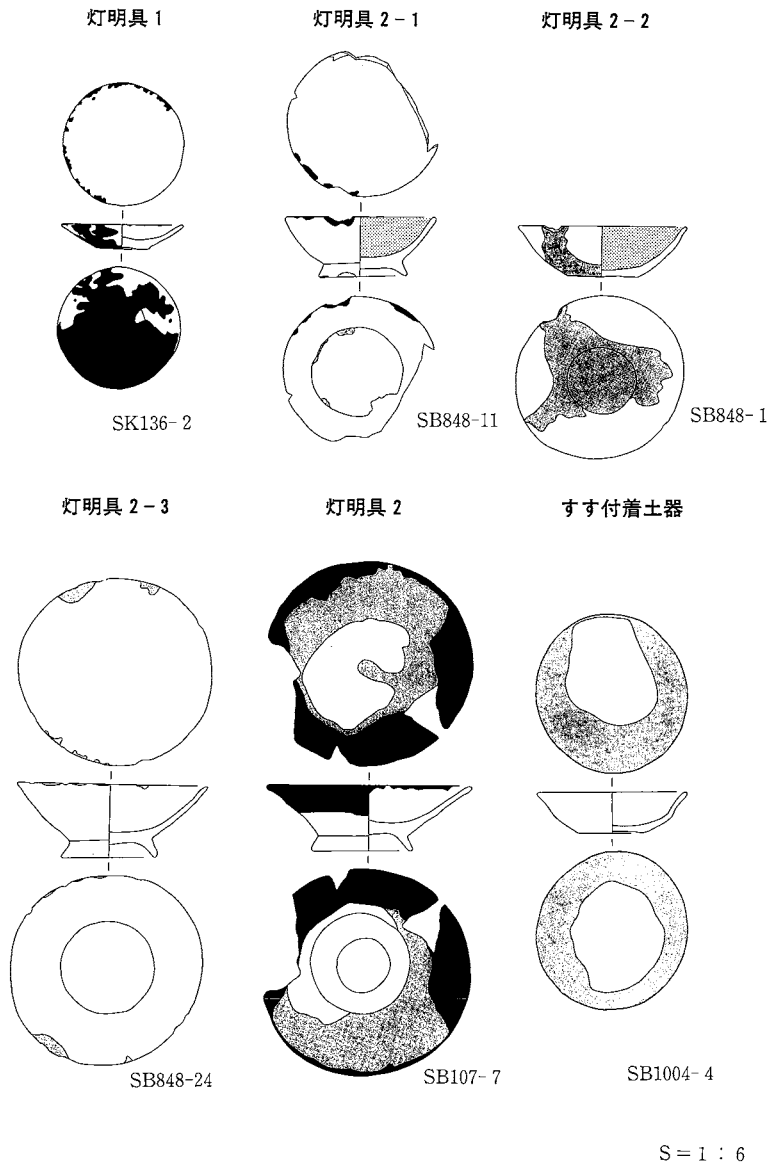 灯明具 1
灯明具 2-1
灯明具 2-2
SK136-2
SB848-11
SB848-1
灯明具 2-3
灯明具 2
すす付着土器
SB848-24
SB107-7
SB1004-4
S=1:6